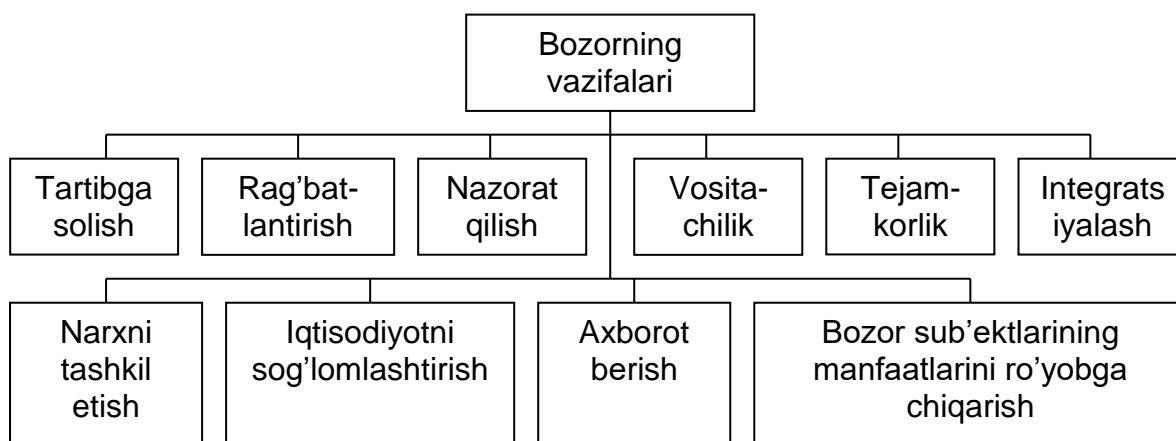 Bozorning
vazifalari
Tartibga
solish
Rag’bat-
lantirish
Nazorat
qilish
Vosita-
chilik
Tejam-
korlik
Integrats
iyalash
Narxni
tashkil
etish
Iqtisodiyotni
sog’lomlashtirish
Axborot
berish
Bozor sub’ektlarining
manfaatlarini ro’yobga
chiqarish